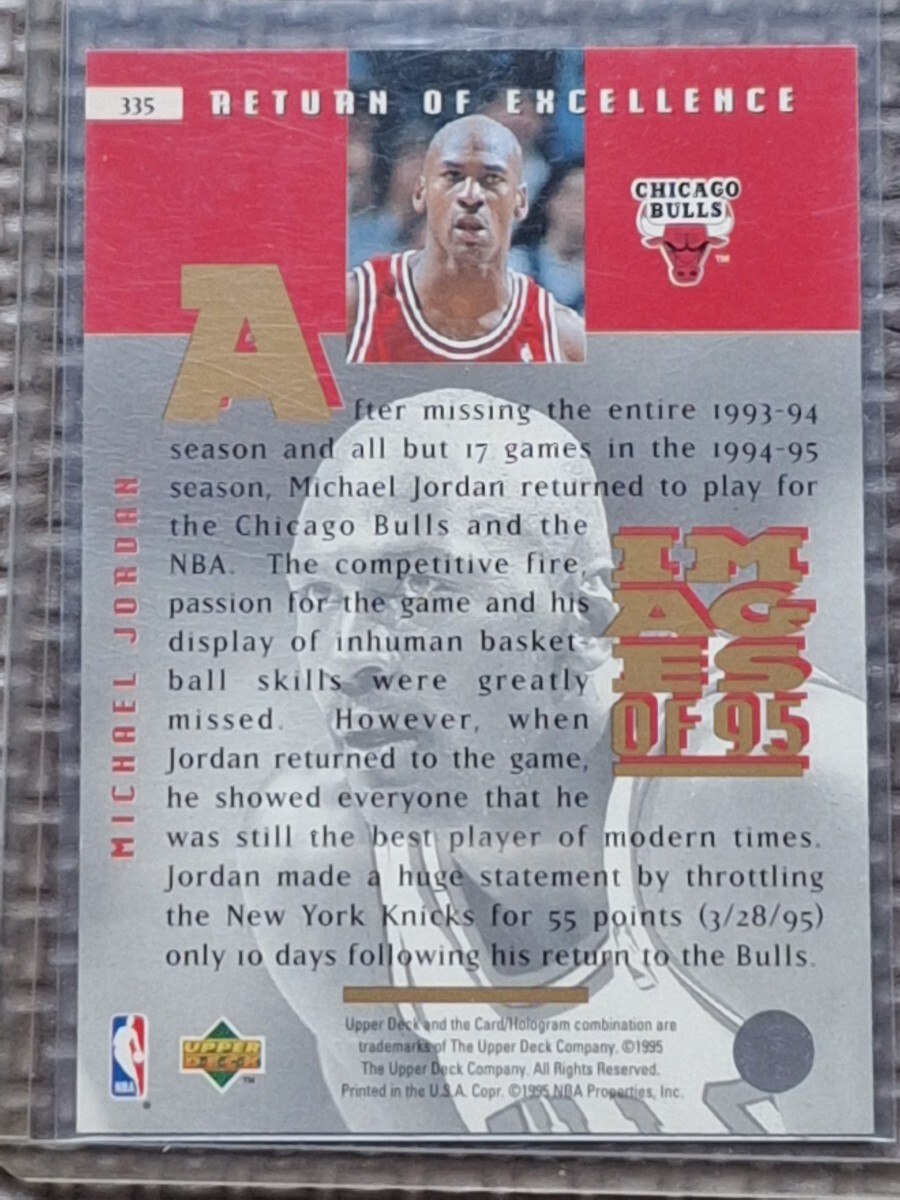 335
RETURN OF EXCELLENCE
CHICAGO
BULLS
TM
After missing the entire 1993-94
season and all but 17 games in the 1994-95
season, Michael Jordan returned to play for
the Chicago Bulls and the
NBA. The competitive fire,
passion for the game and his
display of inhuman basket-
ball skills were greatly
missed. However, when
Jordan returned to the game,
he showed everyone that he
was still the best player of modern times.
Jordan made a huge statement by throttling
the New York Knicks for 55 points (3/28/95)
only 10 days following his return to the Bulls.
IM
AG
ES
OF 95
MICHAEL JORDAN
NBA
®
UPPER
DECK
TM
Upper Deck and the Card/Hologram combination are
trademarks of The Upper Deck Company. ©1995
The Upper Deck Company. All Rights Reserved.
Printed in the U.S.A. Copr. ©1995 NBA Properties, Inc.